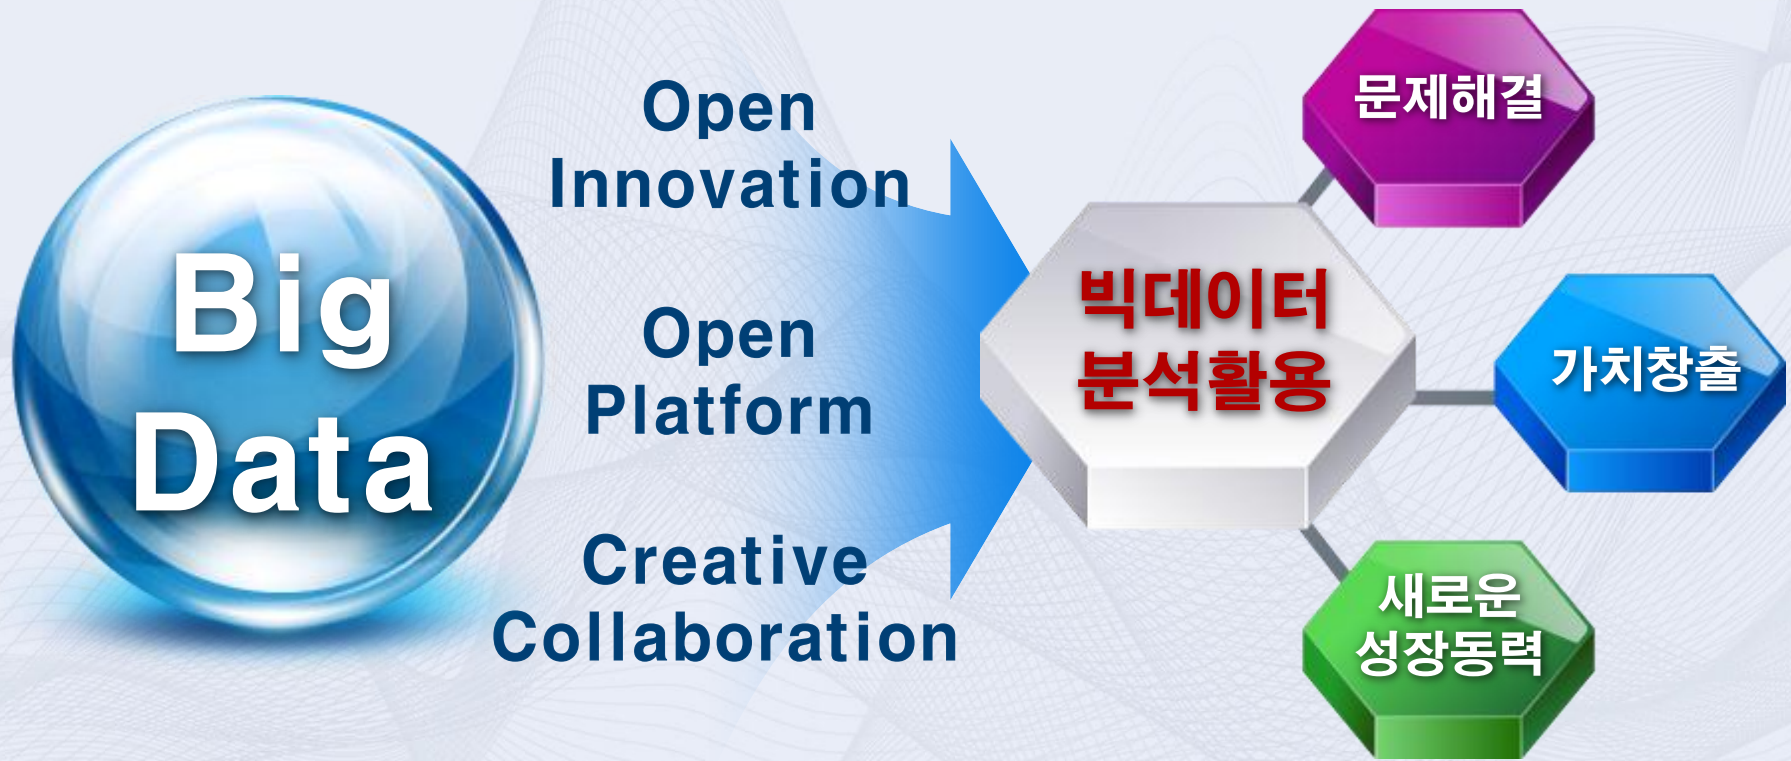 Big
Data
Open
Innovation
Open
Platform
Creative
Collaboration
빅데이터
분석활용
문제해결
가치창출
새로운
성장동력